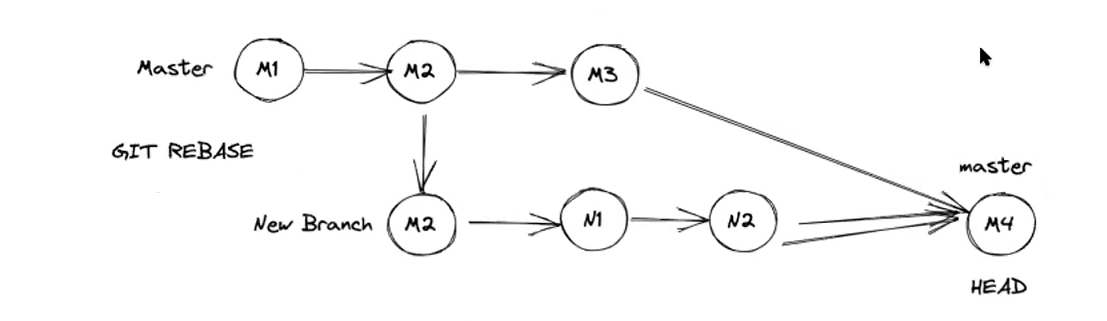 Master M1 M2 M3
GIT REBASE
master
New Branch M2 N1 N2 M4
HEAD